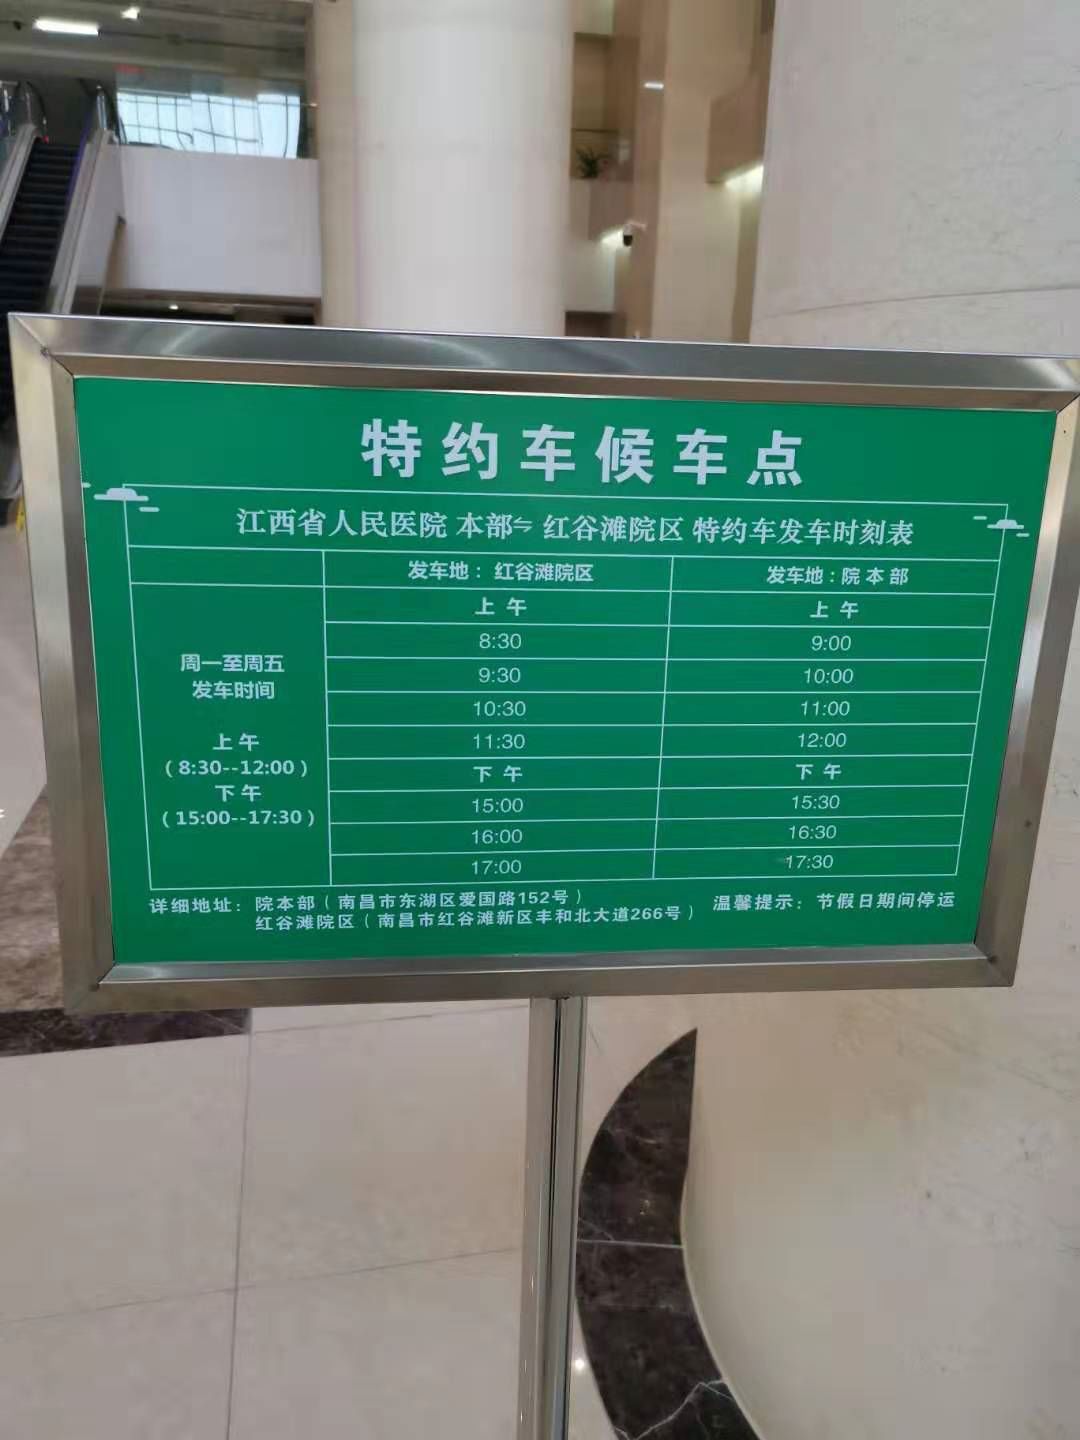 特约车候车点
江西省人民医院 本部⇋ 红谷滩院区 特约车发车时刻表
发车地：红谷滩院区 发车地：院本部
周一至周五
发车时间
上午
（8:30--12:00）
下午
（15:00--17:30）
上午 上午
8:30 9:00
9:30 10:00
10:30 11:00
11:30 12:00
下午 下午
15:00 15:30
16:00 16:30
17:00 17:30
详细地址：院本部（南昌市东湖区爱国路152号）
红谷滩院区（南昌市红谷滩新区丰和北大道266号）
温馨提示：节假日期间停运